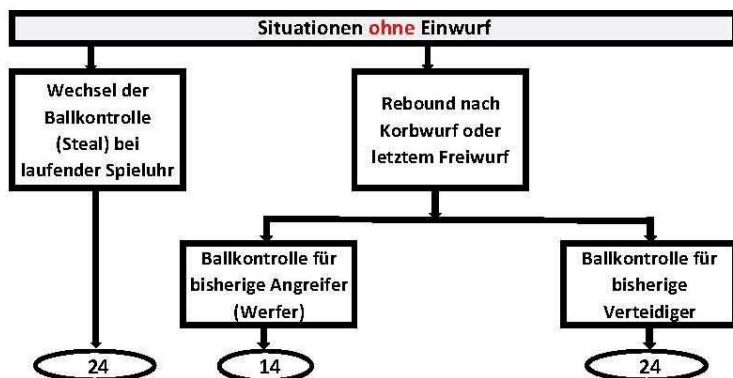 Situationen ohne Einwurf
Wechsel der
Ballkontrolle
(Steal) bei
laufender Spieluhr
Rebound nach
Korbwurf oder
letztem Freiwurf
Ballkontrolle für
bisherige Angreifer
(Werfer)
Ballkontrolle für
bisherige
Verteidiger
24
14
24